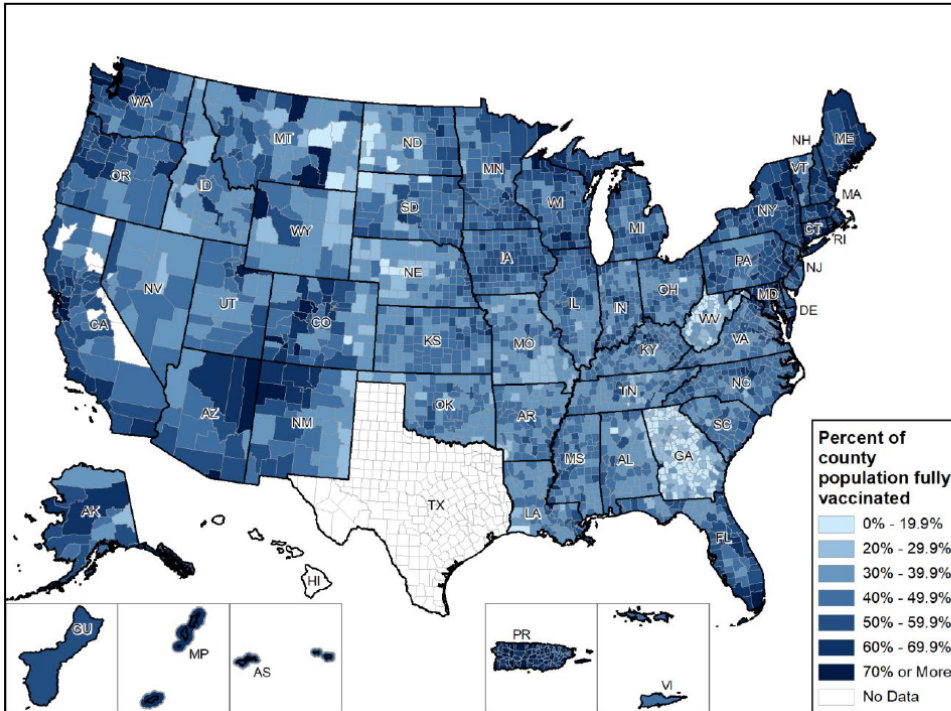 WA
MT
ND
MN
OR
ID
SD
WI
MI
WY
NE
IA
NV
UT
CO
KS
MO
IL
IN
OH
KY
WV
VA
PA
NY
NH
VT
ME
MA
CT
RI
NJ
MD
DE
CA
AZ
NM
OK
AR
TN
NC
SC
MS
AL
GA
TX
LA
FL
AK
HI
GU
MP
AS
PR
VI
Percent of
county
population fully
vaccinated
0% - 19.9%
20% - 29.9%
30% - 39.9%
40% - 49.9%
50% - 59.9%
60% - 69.9%
70% or More
No Data